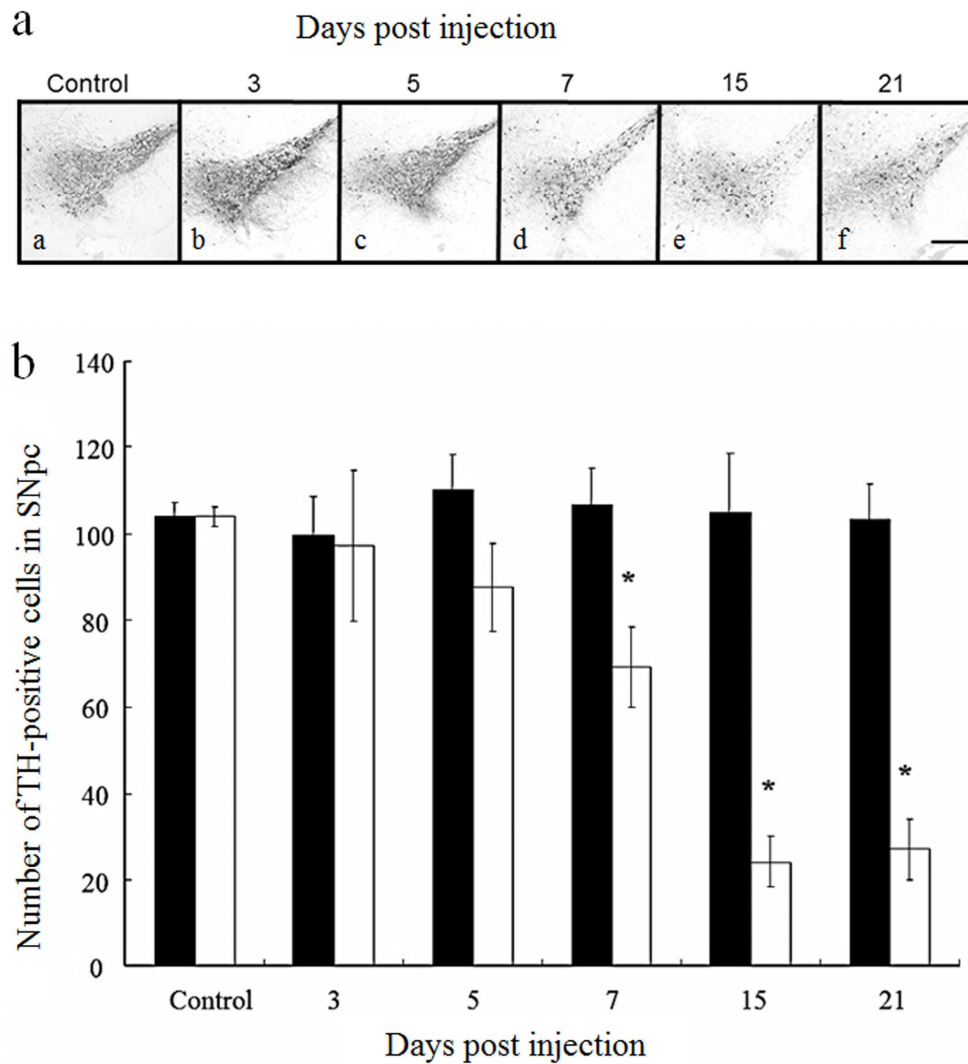 a
Days post injection
Control 3 5 7 15 21
a b c d e f
b
Number of TH-positive cells in SNpc
140
120
100
80
60
40
20
0
* * *
Control 3 5 7 15 21
Days post injection